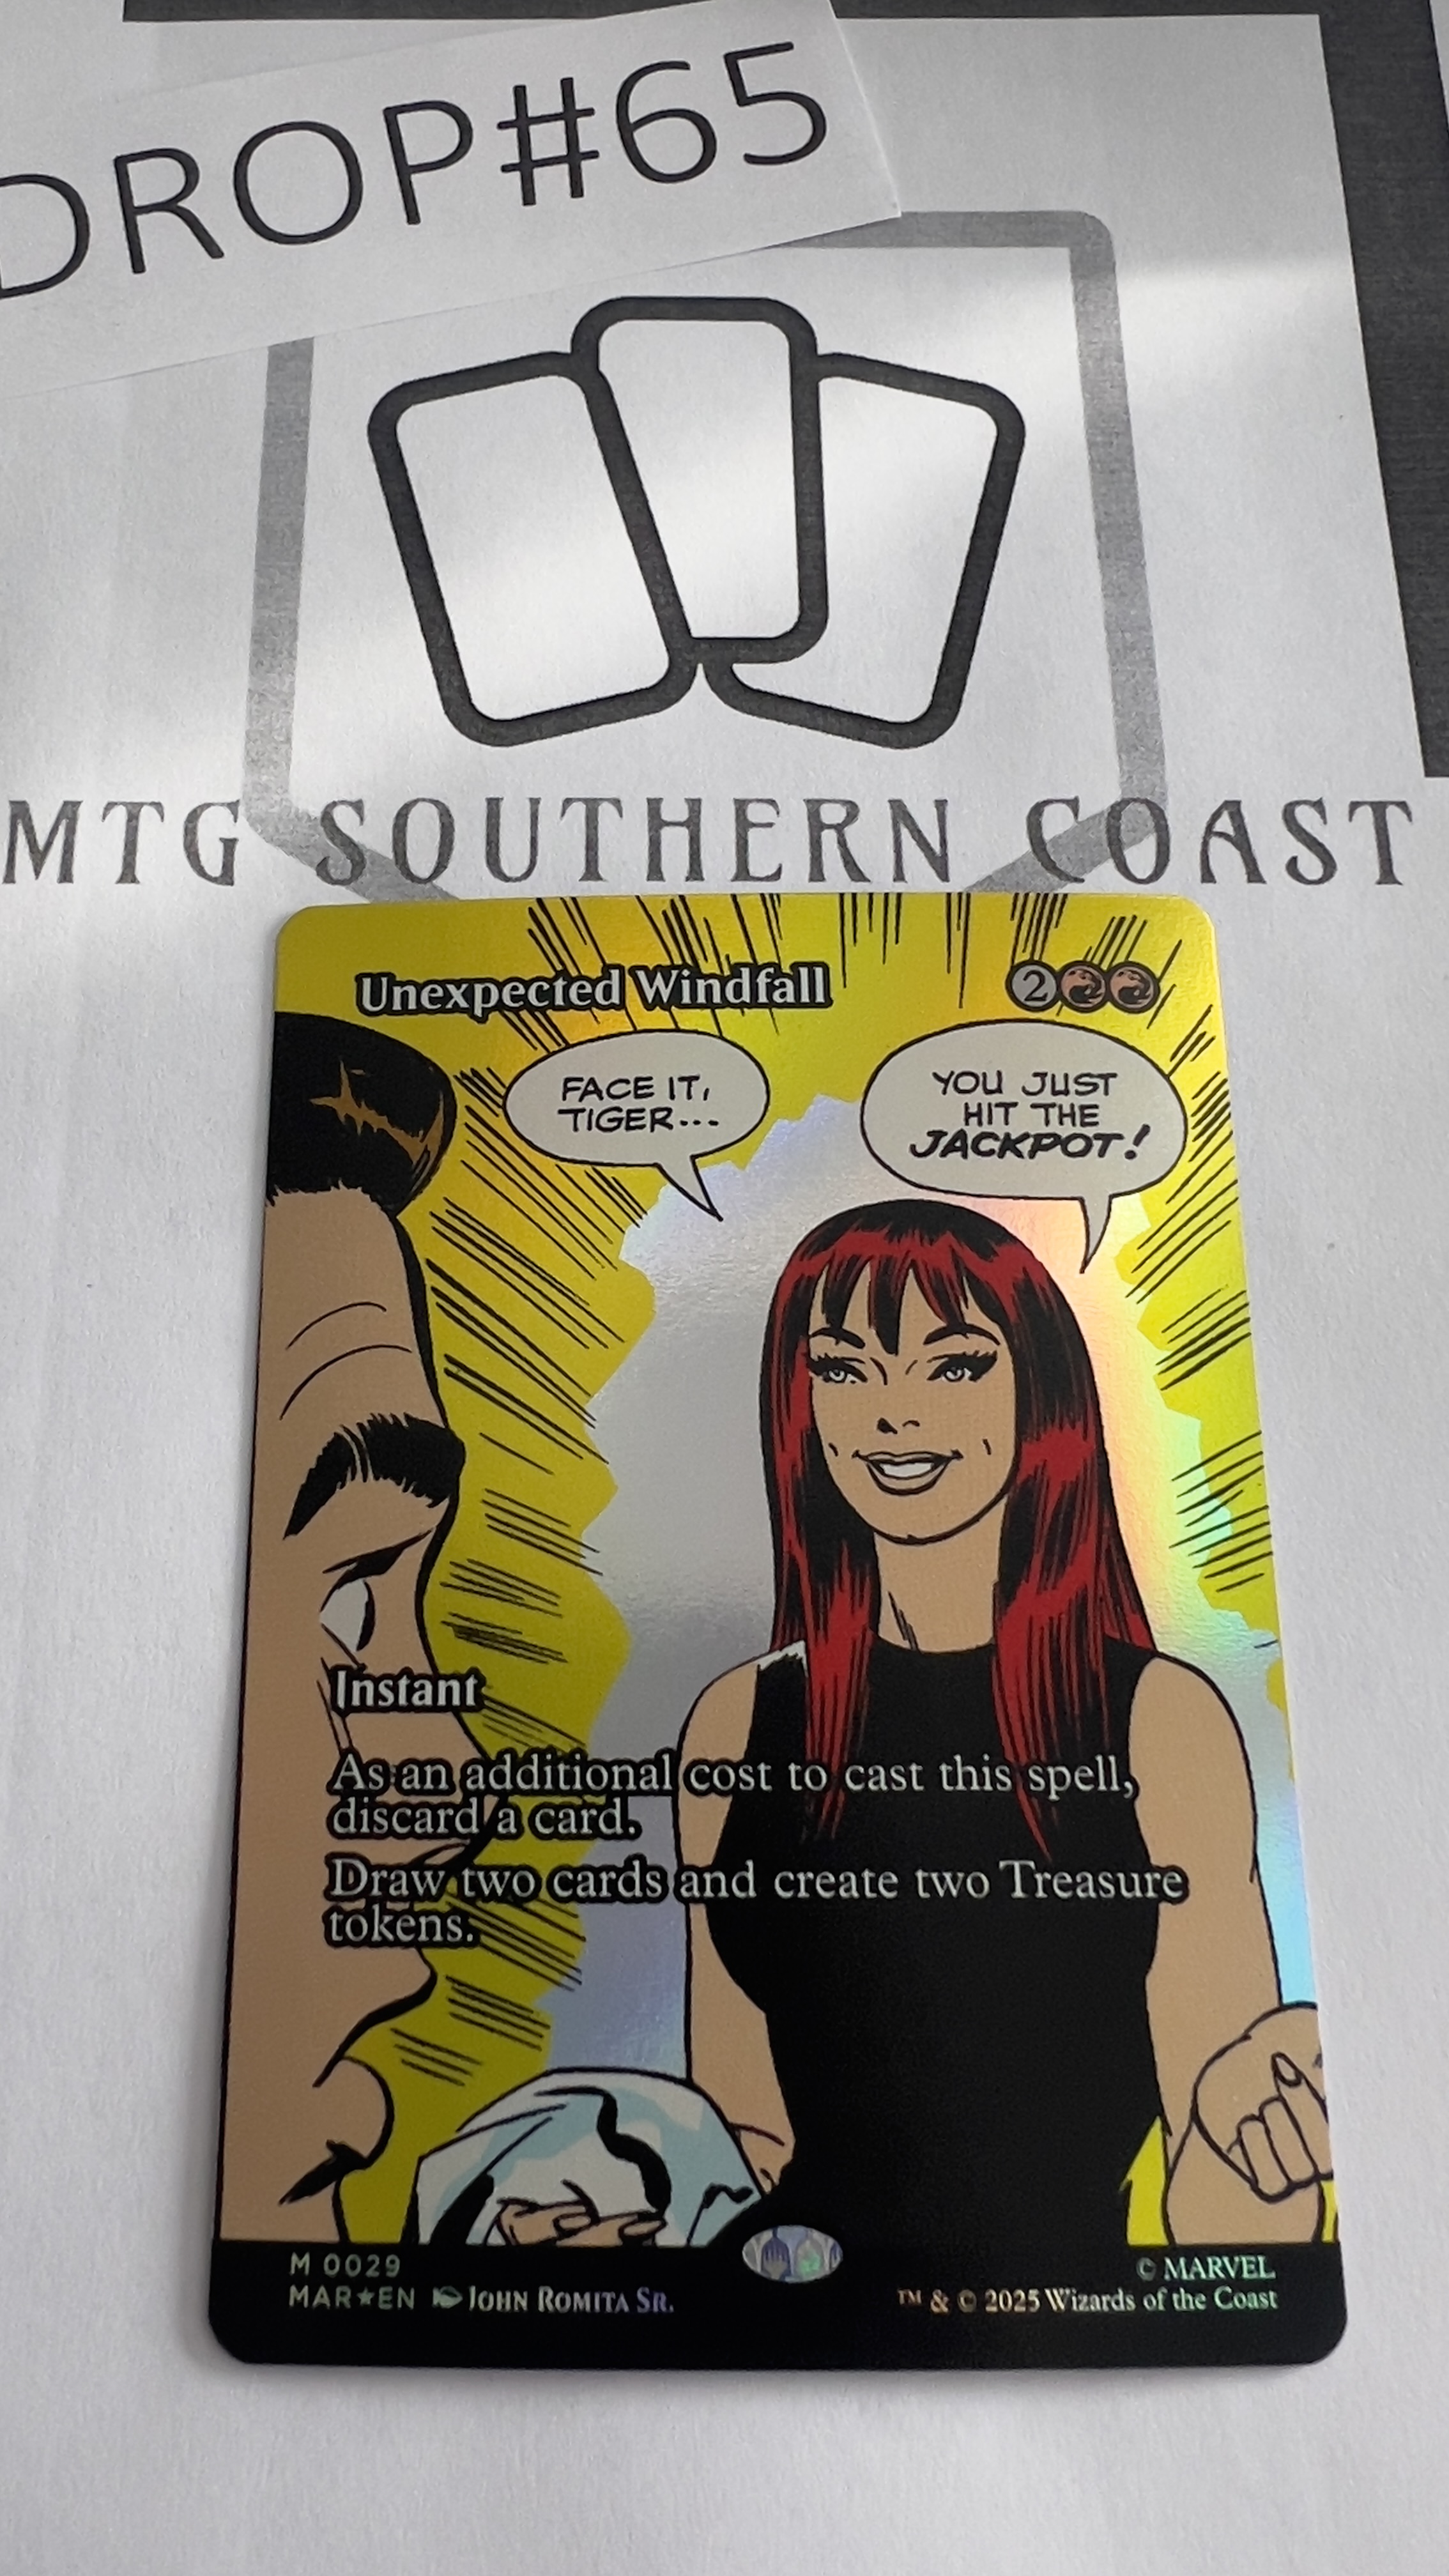 DROP#65
MTG SOUTHERN COAST
Unexpected Windfall 2
FACE IT,
TIGER...
YOU JUST
HIT THE
JACKPOT!
Instant
As an additional cost to cast this spell,
discard a card.
Draw two cards and create two Treasure
tokens.
M 0029
MAR★EN JOHN ROMITA SR.
© MARVEL
™ & © 2025 Wizards of the Coast